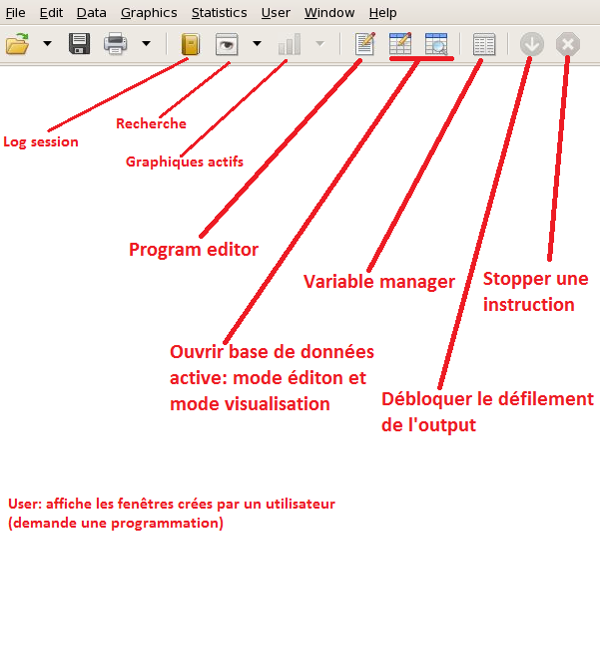 File Edit Data Graphics Statistics User Window Help
Log session
Recherche
Graphiques actifs
Program editor
Variable manager
Stopper une
instruction
Ouvrir base de données
active: mode éditon et
mode visualisation
Débloquer le défilement
de l'output
User: affiche les fenêtres crées par un utilisateur
(demande une programmation)